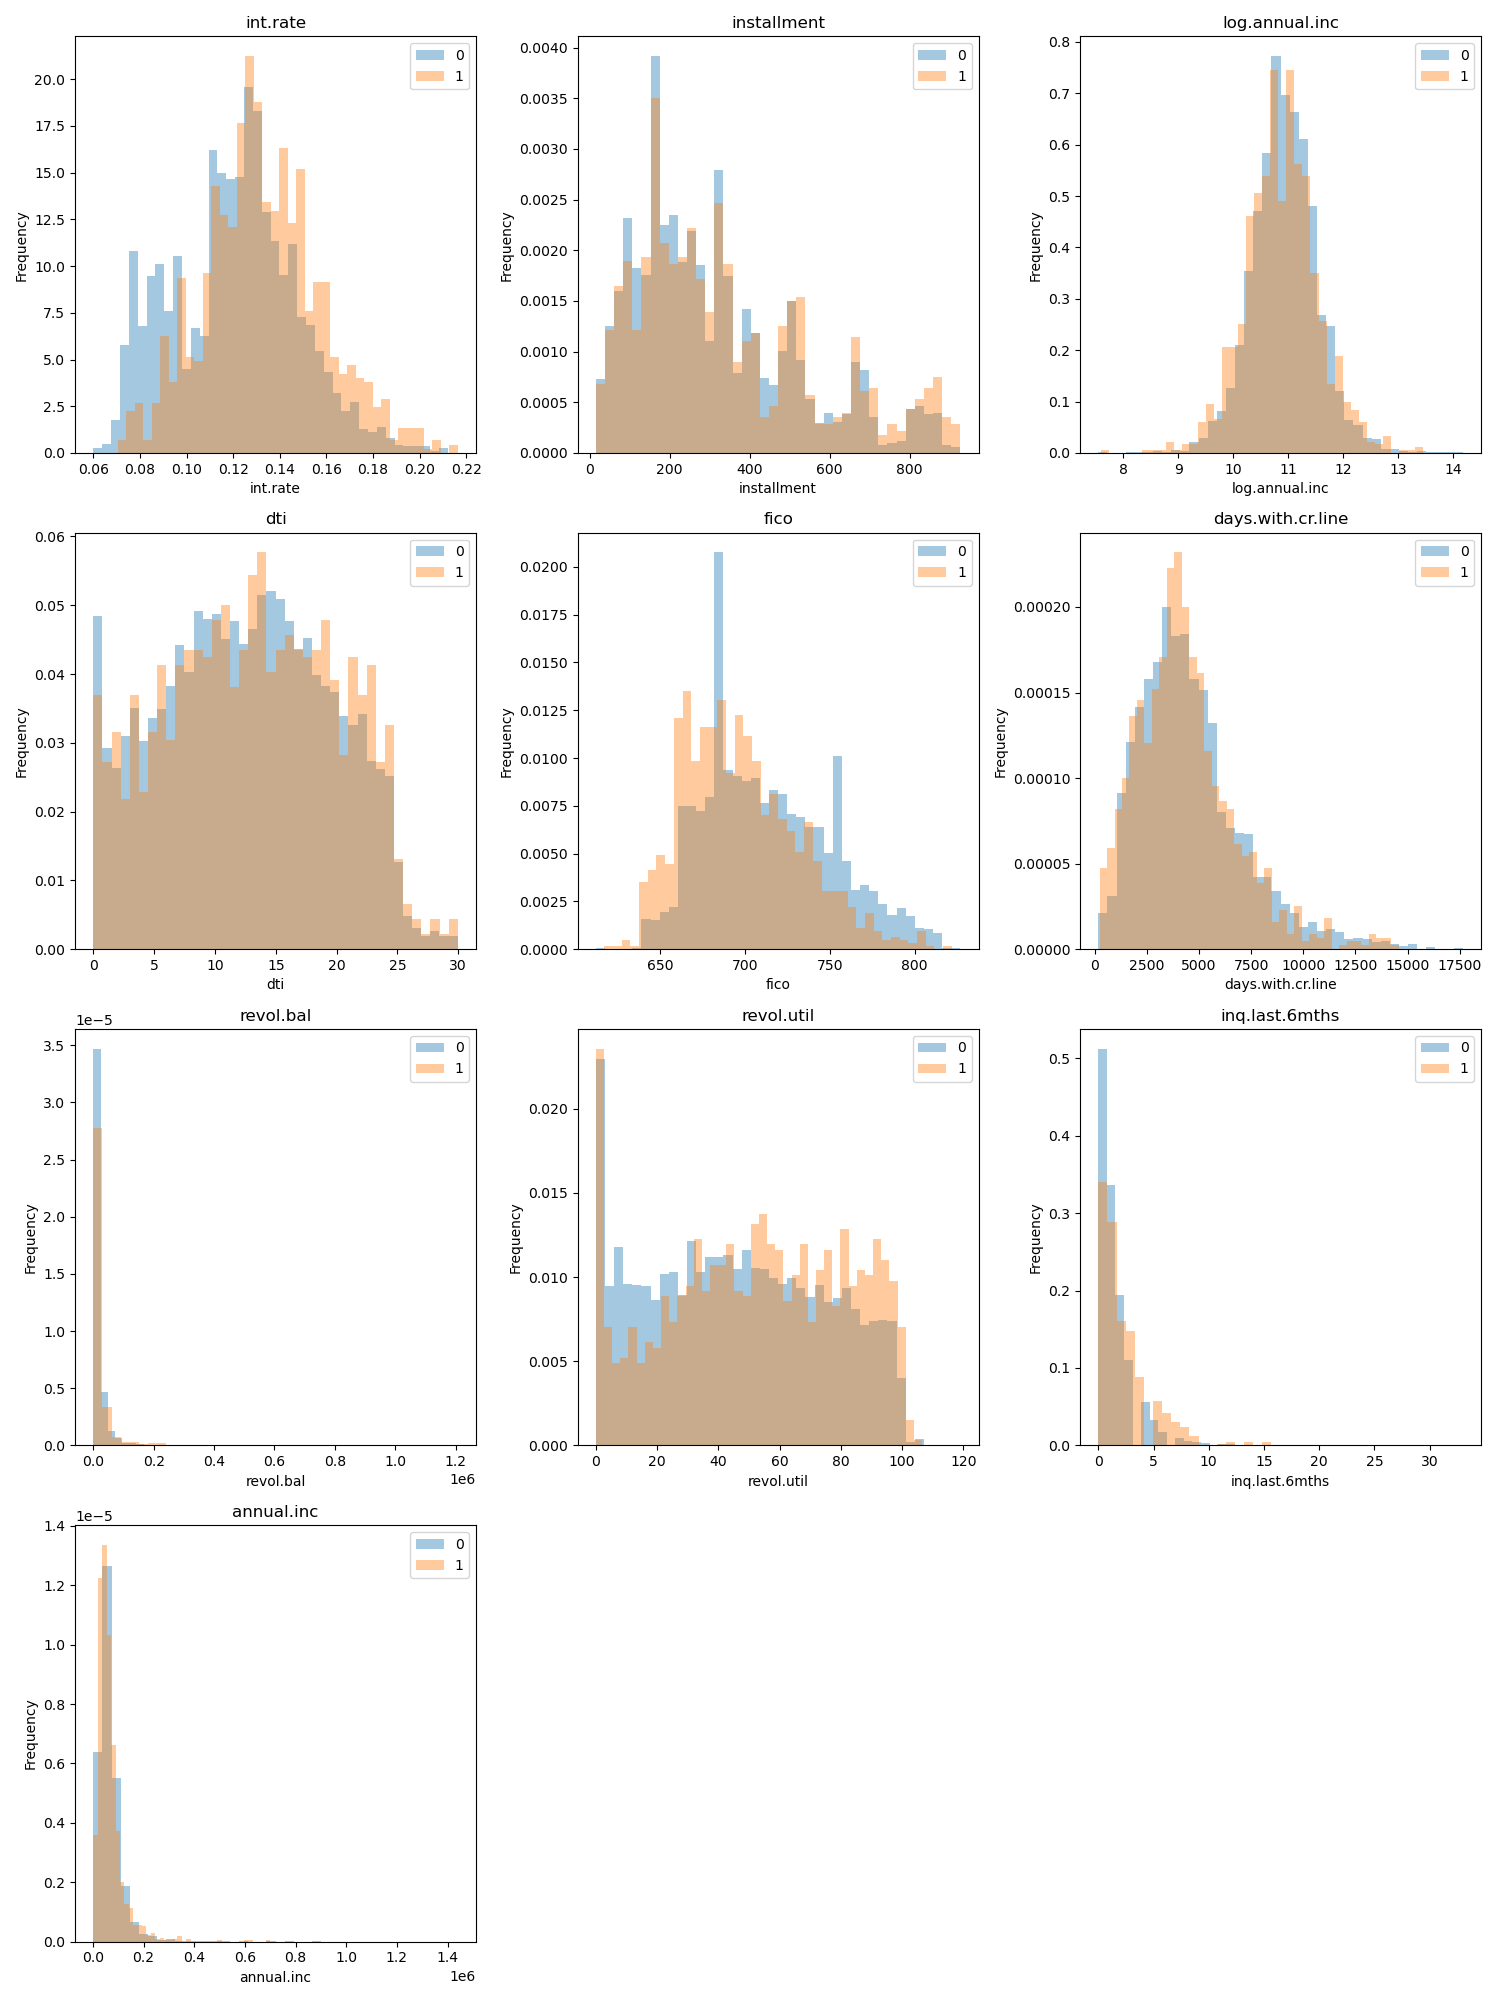 int.rate
20.0
17.5
15.0
12.5
10.0
7.5
5.0
2.5
0.0
Frequency
0
1
0.06 0.08 0.10 0.12 0.14 0.16 0.18 0.20 0.22
int.rate
installment
0.0040
0.0035
0.0030
0.0025
0.0020
0.0015
0.0010
0.0005
0.0000
Frequency
0
1
0 200 400 600 800
installment
log.annual.inc
0.8
0.7
0.6
0.5
0.4
0.3
0.2
0.1
0.0
Frequency
0
1
8 9 10 11 12 13 14
log.annual.inc
dti
0.06
0.05
0.04
0.03
0.02
0.01
0.00
Frequency
0
1
0 5 10 15 20 25 30
dti
fico
0.0200
0.0175
0.0150
0.0125
0.0100
0.0075
0.0050
0.0025
0.0000
Frequency
0
1
650 700 750 800
fico
days.with.cr.line
0.00020
0.00015
0.00010
0.00005
0.00000
Frequency
0
1
0 2500 5000 7500 10000 12500 15000 17500
days.with.cr.line
revol.bal
1e−5
3.5
3.0
2.5
2.0
1.5
1.0
0.5
0.0
Frequency
0
1
0.0 0.2 0.4 0.6 0.8 1.0 1.2
revol.bal
1e6
revol.util
0.020
0.015
0.010
0.005
0.000
Frequency
0
1
0 20 40 60 80 100 120
revol.util
inq.last.6mths
0.5
0.4
0.3
0.2
0.1
0.0
Frequency
0
1
0 5 10 15 20 25 30
inq.last.6mths
annual.inc
1e−5
1.4
1.2
1.0
0.8
0.6
0.4
0.2
0.0
Frequency
0
1
0.0 0.2 0.4 0.6 0.8 1.0 1.2 1.4
annual.inc
1e6